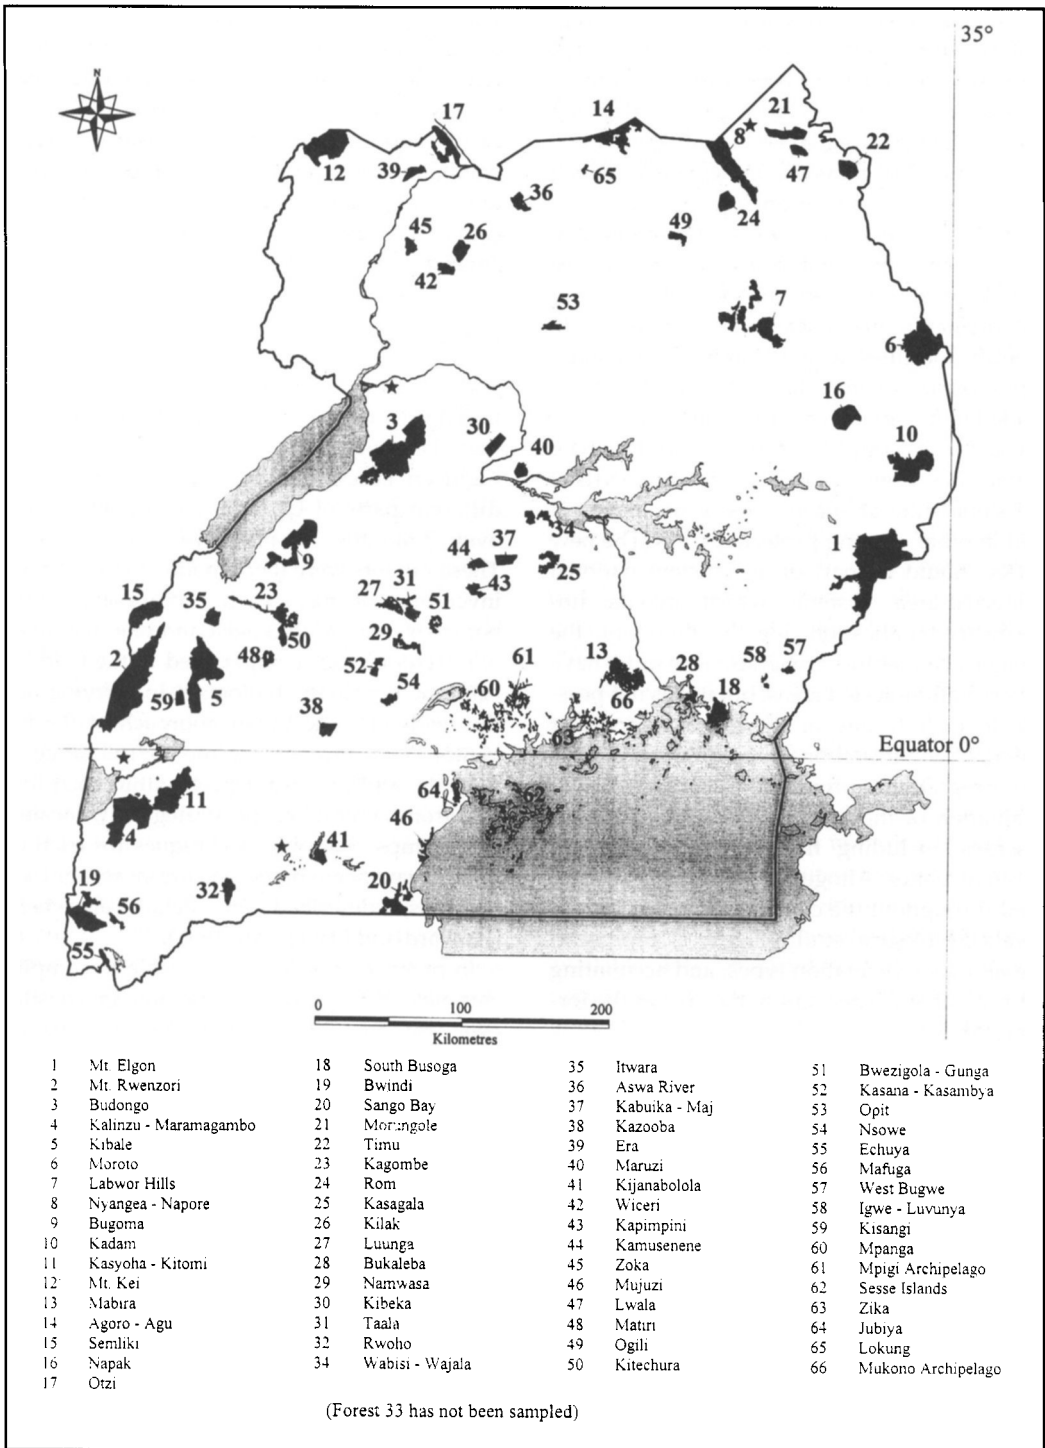 35°
N
17
14
21
8
22
12
39
65
47
36
24
45
26
49
42
53
7
6
16
3
30
40
10
34
1
9
44
37
25
43
15
35
23
27
31
51
50
29
2
48
52
61
13
57
58
28
59
5
54
60
18
38
66
63
Equator 0°
11
64
62
4
46
41
19
32
20
56
55
0 100 200
Kilometres
1 Mt. Elgon
2 Mt. Rwenzori
3 Budongo
4 Kalinzu - Maramagambo
5 Kibale
6 Moroto
7 Labwor Hills
8 Nyangea - Napore
9 Bugoma
10 Kadam
11 Kasyoha - Kitomi
12 Mt. Kei
13 Mabira
14 Agoro - Agu
15 Semliki
16 Napak
17 Otzi
18 South Busoga
19 Bwindi
20 Sango Bay
21 Morungole
22 Timu
23 Kagombe
24 Rom
25 Kasagala
26 Kilak
27 Luunga
28 Bukaleba
29 Namwasa
30 Kibeka
31 Taala
32 Rwoho
34 Wabisi - Wajala
35 Itwara
36 Aswa River
37 Kabuika - Maj
38 Kazooba
39 Era
40 Maruzi
41 Kijanabolola
42 Wiceri
43 Kapimpini
44 Kamusenene
45 Zoka
46 Mujuzi
47 Lwala
48 Matiri
49 Ogili
50 Kitechura
51 Bwezigola - Gunga
52 Kasana - Kasambya
53 Opit
54 Nsowe
55 Echuya
56 Mafuga
57 West Bugwe
58 Igwe - Luvunya
59 Kisangi
60 Mpanga
61 Mpigi Archipelago
62 Sesse Islands
63 Zika
64 Jubiya
65 Lokung
66 Mukono Archipelago
(Forest 33 has not been sampled)